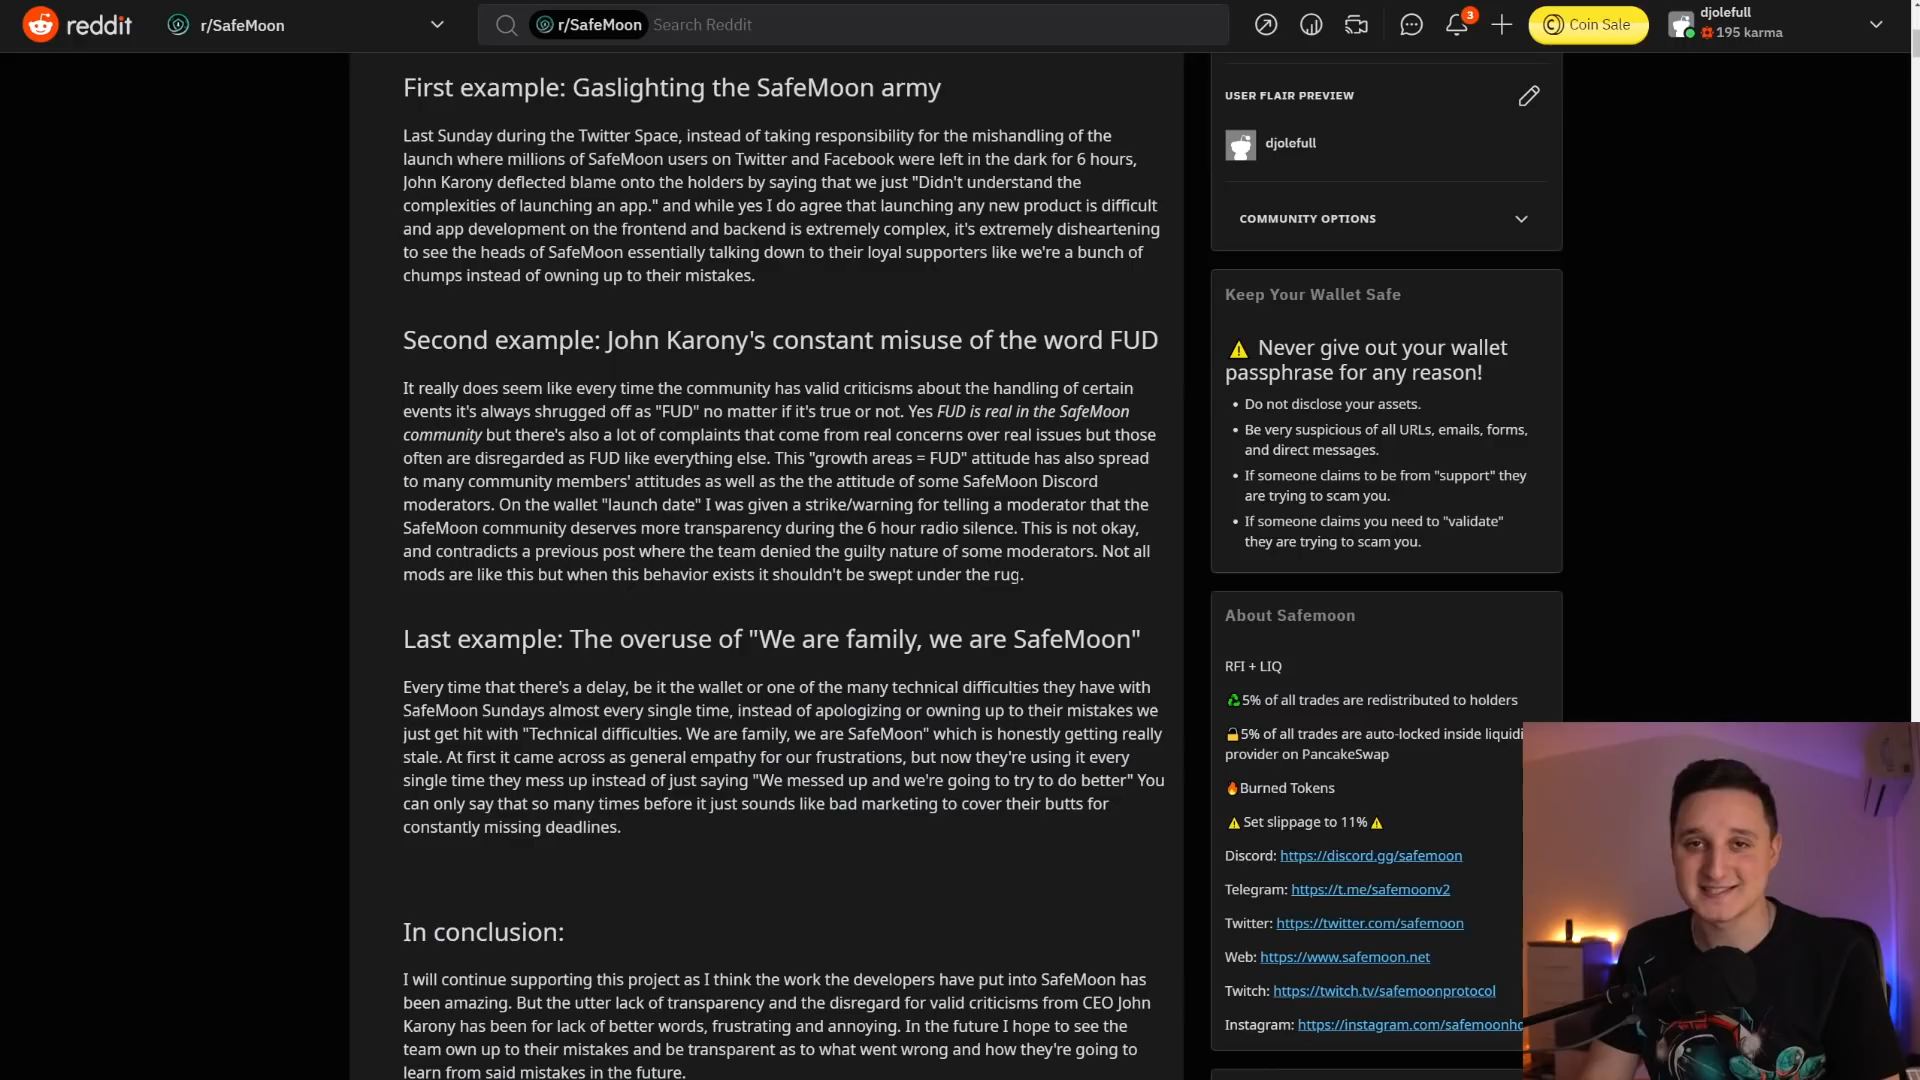 reddit
r/SafeMoon
r/SafeMoon Search Reddit
3
Coin Sale
djolefull
195 karma
First example: Gaslighting the SafeMoon army
Last Sunday during the Twitter Space, instead of taking responsibility for the mishandling of the
launch where millions of SafeMoon users on Twitter and Facebook were left in the dark for 6 hours,
John Karony deflected blame onto the holders by saying that we just "Didn't understand the
complexities of launching an app." and while yes I do agree that launching any new product is difficult
and app development on the frontend and backend is extremely complex, it's extremely disheartening
to see the heads of SafeMoon essentially talking down to their loyal supporters like we're a bunch of
chumps instead of owning up to their mistakes.
Second example: John Karony's constant misuse of the word FUD
It really does seem like every time the community has valid criticisms about the handling of certain
events it's always shrugged off as "FUD" no matter if it's true or not. Yes FUD is real in the SafeMoon
community but there's also a lot of complaints that come from real concerns over real issues but those
often are disregarded as FUD like everything else. This "growth areas = FUD" attitude has also spread
to many community members' attitudes as well as the the attitude of some SafeMoon Discord
moderators. On the wallet "launch date" I was given a strike/warning for telling a moderator that the
SafeMoon community deserves more transparency during the 6 hour radio silence. This is not okay,
and contradicts a previous post where the team denied the guilty nature of some moderators. Not all
mods are like this but when this behavior exists it shouldn't be swept under the rug.
Last example: The overuse of "We are family, we are SafeMoon"
Every time that there's a delay, be it the wallet or one of the many technical difficulties they have with
SafeMoon Sundays almost every single time, instead of apologizing or owning up to their mistakes we
just get hit with "Technical difficulties. We are family, we are SafeMoon" which is honestly getting really
stale. At first it came across as general empathy for our frustrations, but now they're using it every
single time they mess up instead of just saying "We messed up and we're going to try to do better" You
can only say that so many times before it just sounds like bad marketing to cover their butts for
constantly missing deadlines.
In conclusion:
I will continue supporting this project as I think the work the developers have put into SafeMoon has
been amazing. But the utter lack of transparency and the disregard for valid criticisms from CEO John
Karony has been for lack of better words, frustrating and annoying. In the future I hope to see the
team own up to their mistakes and be transparent as to what went wrong and how they're going to
learn from said mistakes in the future.
USER FLAIR PREVIEW
djolefull
COMMUNITY OPTIONS
Keep Your Wallet Safe
⚠️ Never give out your wallet
passphrase for any reason!
• Do not disclose your assets.
• Be very suspicious of all URLs, emails, forms,
and direct messages.
• If someone claims to be from "support" they
are trying to scam you.
• If someone claims you need to "validate"
they are trying to scam you.
About Safemoon
RFI + LIQ
♻️5% of all trades are redistributed to holders
🔒5% of all trades are auto-locked inside liquidi
provider on PancakeSwap
🔥Burned Tokens
⚠️Set slippage to 11%⚠️
Discord: https://discord.gg/safemoon
Telegram: https://t.me/safemoonv2
Twitter: https://twitter.com/safemoon
Web: https://www.safemoon.net
Twitch: https://twitch.tv/safemoonprotocol
Instagram: https://instagram.com/safemoonhc